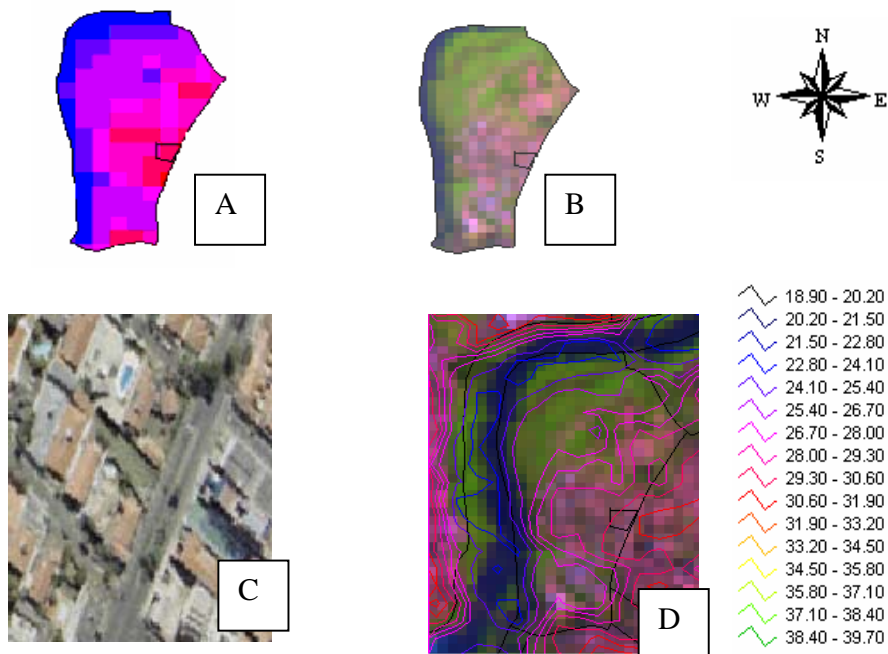 N
W
E
S
A
B
C
D
18.90 - 20.20
20.20 - 21.50
21.50 - 22.80
22.80 - 24.10
24.10 - 25.40
25.40 - 26.70
26.70 - 28.00
28.00 - 29.30
29.30 - 30.60
30.60 - 31.90
31.90 - 33.20
33.20 - 34.50
34.50 - 35.80
35.80 - 37.10
37.10 - 38.40
38.40 - 39.70